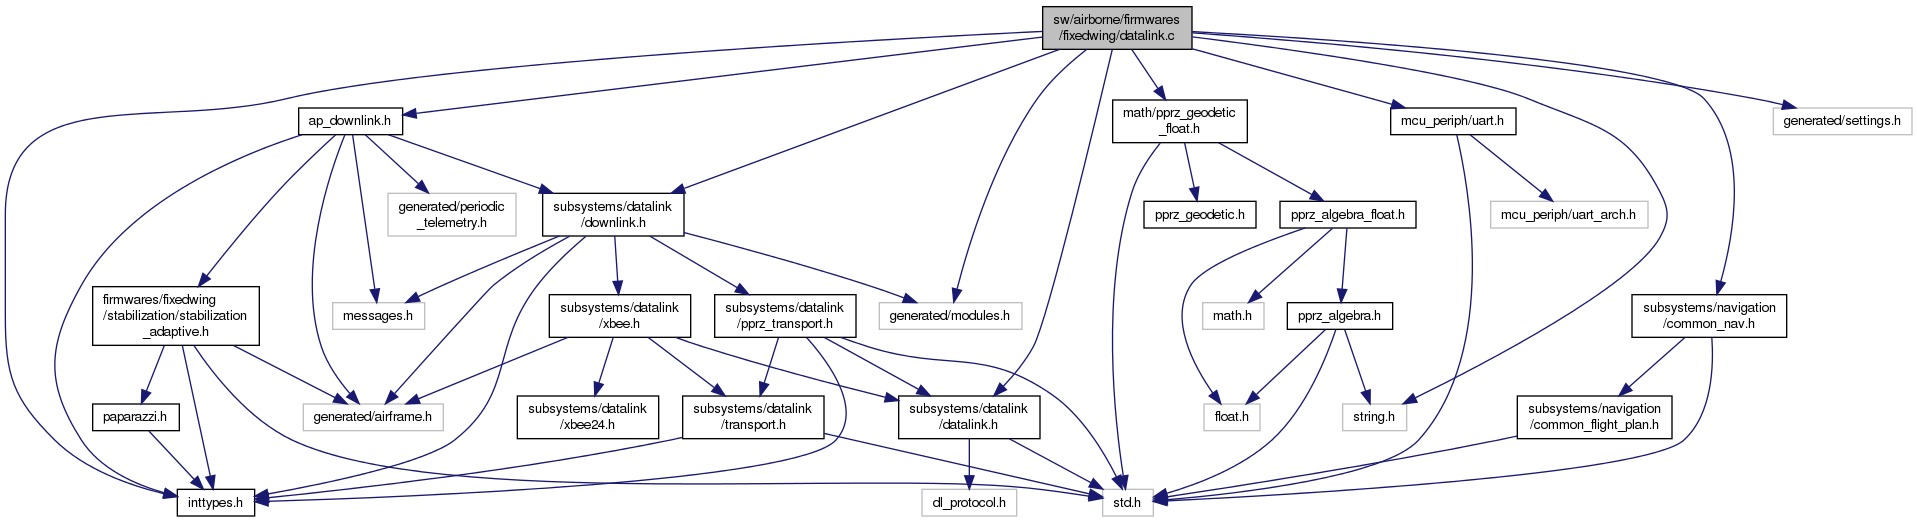 sw/airborne/firmwares
/fixedwing/datalink.c
ap_downlink.h
math/pprz_geodetic
_float.h
mcu_periph/uart.h
generated/settings.h
generated/periodic
_telemetry.h
subsystems/datalink
/downlink.h
pprz_geodetic.h
pprz_algebra_float.h
mcu_periph/uart_arch.h
firmwares/fixedwing
/stabilization/stabilization
_adaptive.h
messages.h
subsystems/datalink
/xbee.h
subsystems/datalink
/pprz_transport.h
generated/modules.h
math.h
pprz_algebra.h
subsystems/navigation
/common_nav.h
paparazzi.h
generated/airframe.h
subsystems/datalink
/xbee24.h
subsystems/datalink
/transport.h
subsystems/datalink
/datalink.h
float.h
string.h
subsystems/navigation
/common_flight_plan.h
inttypes.h
dl_protocol.h
std.h